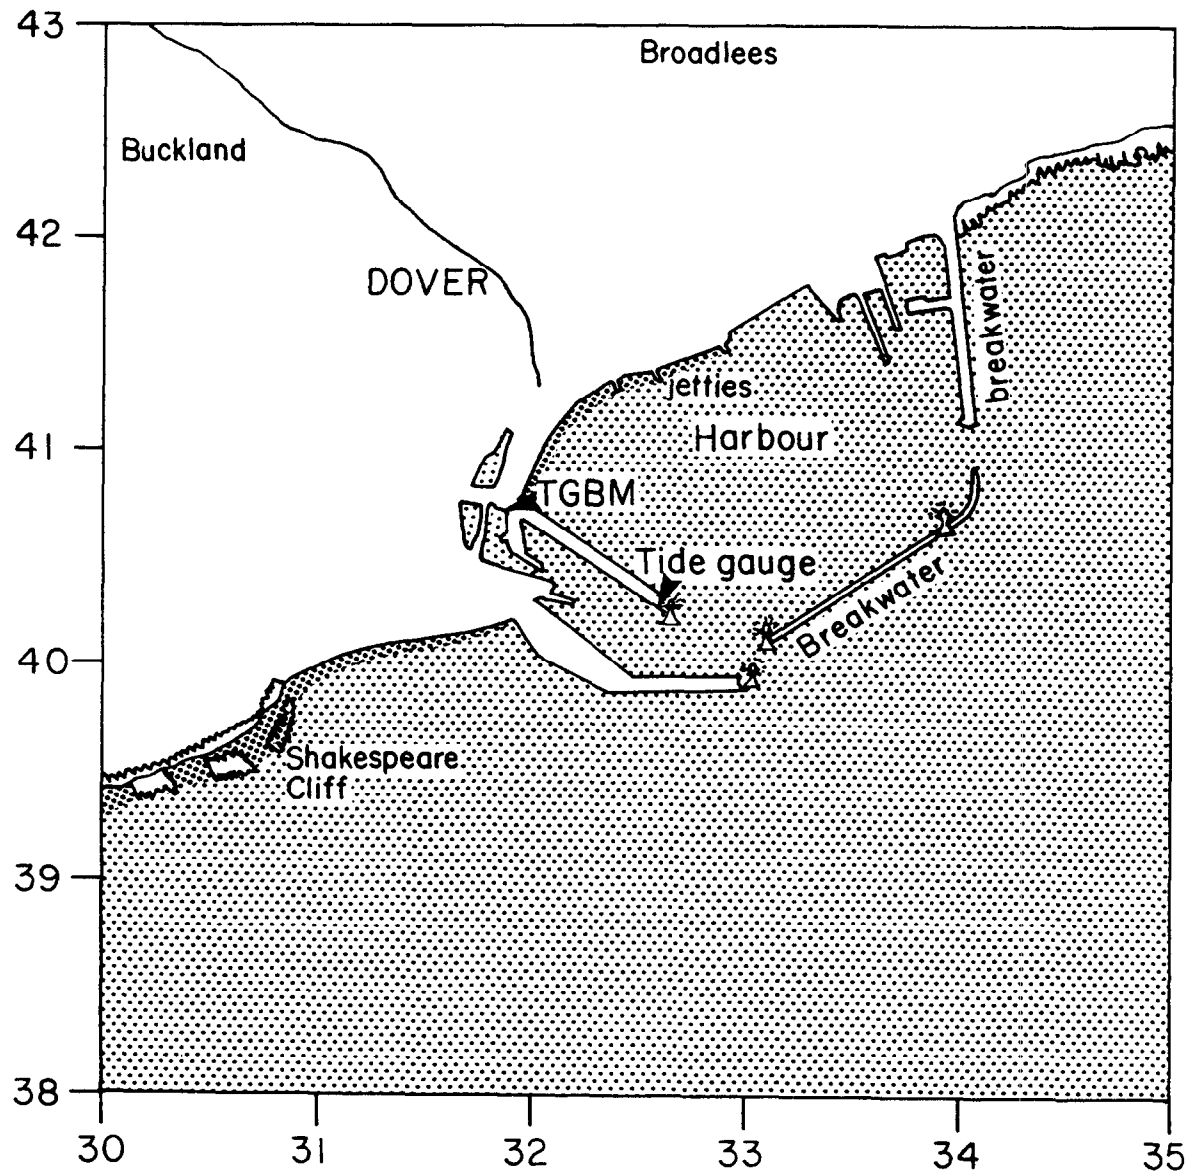 43
Broadlees
Buckland
42
DOVER
breakwater
jetties
Harbour
41
TGBM
Tide gauge
Breakwater
40
Shakespeare
Cliff
39
38
30 31 32 33 34 35